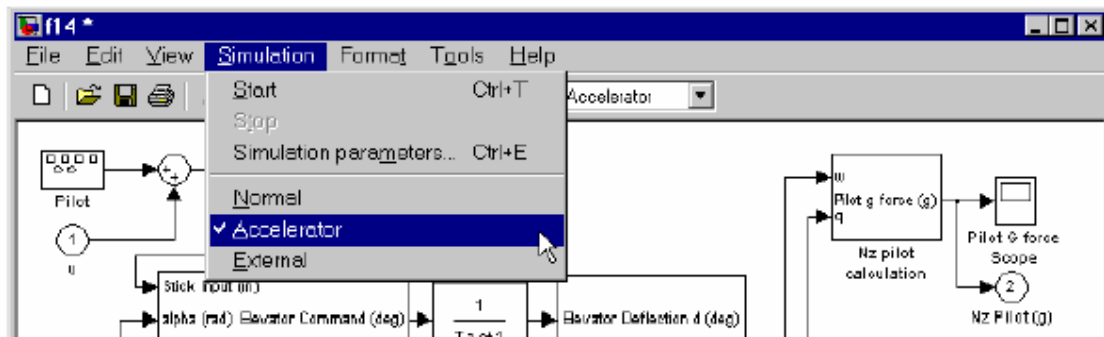 f14 *
File Edit View Simulation Format Tools Help
Start Ctrl+T
Accelerator
Stop
Simulation parameters... Ctrl+E
Normal
Accelerator
External
Pilot
1
u
w
Pilot g force (g)
q
Nz pilot
calculation
Pilot G force
Scope
2
Nz Pilot (g)
Stick Input (in)
alpha (rad) Elevator Command (deg)
1
Elevator Deflection d (deg)